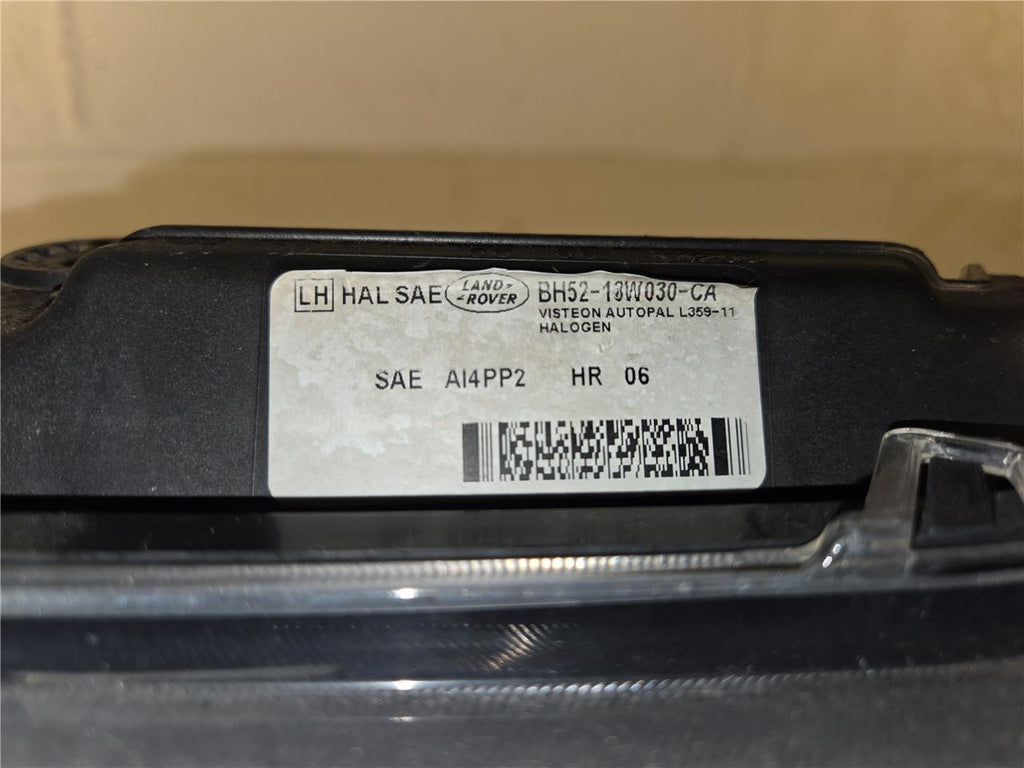 LH HAL SAE LAND-ROVER BH52-13W030-CA
VISTEON AUTOPAL L359-11
HALOGEN
SAE AI4PP2 HR 06